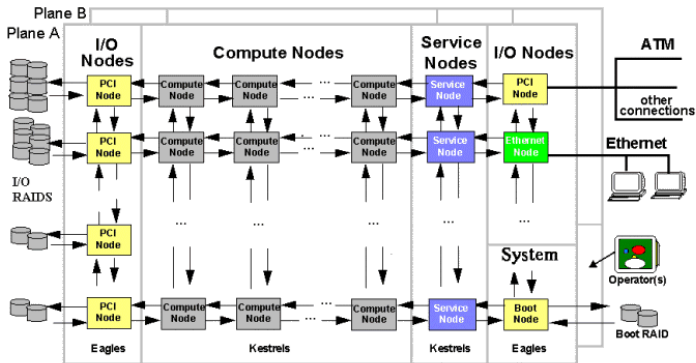 Plane B
Plane A
I/O
Nodes
Compute Nodes
Service
Nodes
I/O Nodes
ATM
other
connections
PCI
Node
Compute
Node
Compute
Node
...
...
Compute
Node
Service
Node
PCI
Node
PCI
Node
Compute
Node
Compute
Node
...
...
Compute
Node
Service
Node
Ethernet
Node
Ethernet
I/O
RAIDS
PCI
Node
...
...
...
System
Operator(s)
PCI
Node
Compute
Node
Compute
Node
...
...
Compute
Node
Service
Node
Boot
Node
Boot RAID
Eagles
Kestrels
Kestrels
Eagles